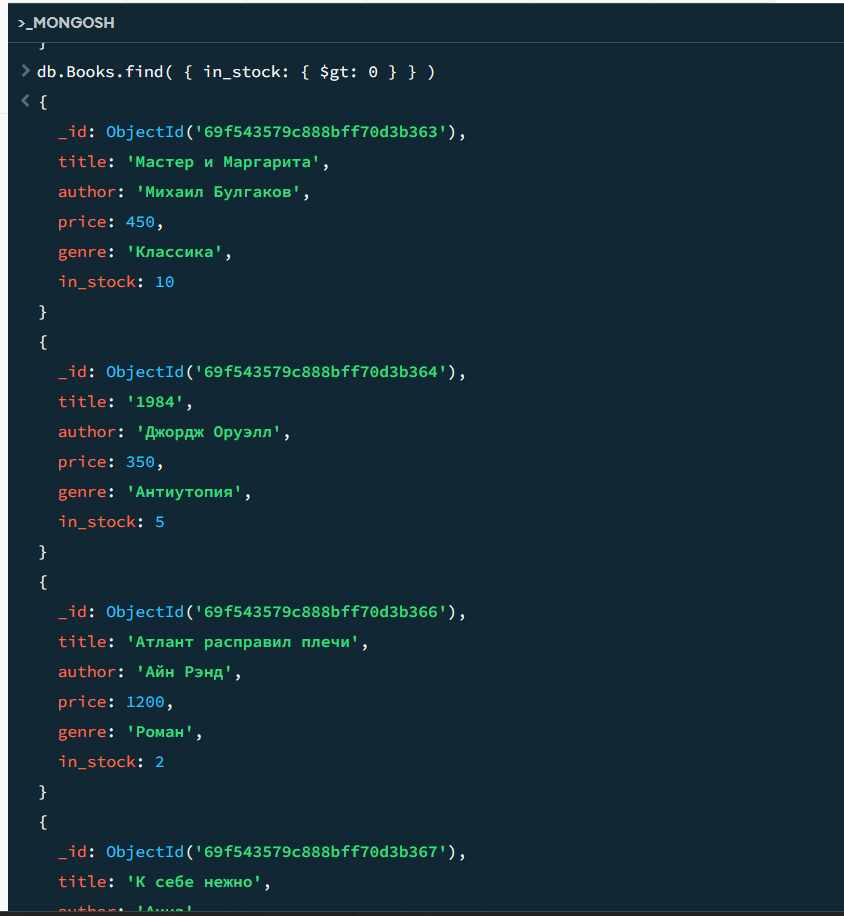 >_MONGOSH
}
> db.Books.find( { in_stock: { $gt: 0 } } )
< {
_id: ObjectId('69f543579c888bff70d3b363'),
title: 'Мастер и Маргарита',
author: 'Михаил Булгаков',
price: 450,
genre: 'Классика',
in_stock: 10
}
{
_id: ObjectId('69f543579c888bff70d3b364'),
title: '1984',
author: 'Джордж Оруэлл',
price: 350,
genre: 'Антиутопия',
in_stock: 5
}
{
_id: ObjectId('69f543579c888bff70d3b366'),
title: 'Атлант расправил плечи',
author: 'Айн Рэнд',
price: 1200,
genre: 'Роман',
in_stock: 2
}
{
_id: ObjectId('69f543579c888bff70d3b367'),
title: 'К себе нежно',
author: 'Анна'